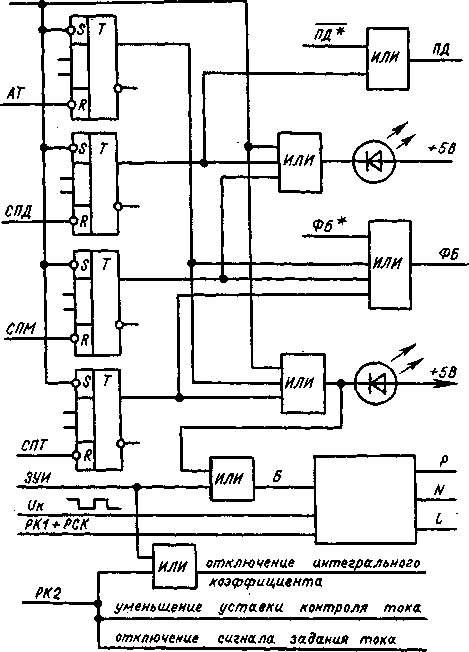 S T
ПД*
ПД
ИЛИ
АТ
R
S T
ИЛИ
+5В
СПД
R
ФБ*
S T
ИЛИ
ФБ
СПМ
R
S T
ИЛИ
+5В
R
СПТ
ЗУИ
ИЛИ
Б
P
Uк
N
РК1+РСК
L
ИЛИ
отключение интегрального
коэффициента
РК2
уменьшение уставки контроля тока
отключение сигнала задания тока